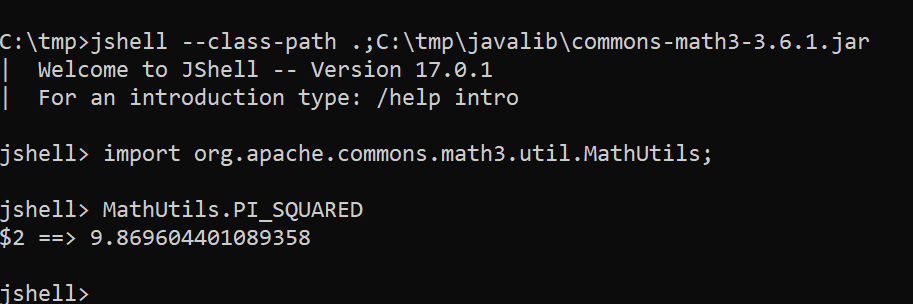 C:\tmp>jshell --class-path .;C:\tmp\javalib\commons-math3-3.6.1.jar
|  Welcome to JShell -- Version 17.0.1
|  For an introduction type: /help intro
jshell> import org.apache.commons.math3.util.MathUtils;
jshell> MathUtils.PI_SQUARED
$2 ==> 9.869604401089358
jshell>